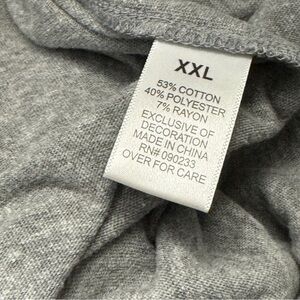 XXL
53% COTTON
40% POLYESTER
7% RAYON
EXCLUSIVE OF
DECORATION
MADE IN CHINA
RN# 090233
OVER FOR CARE